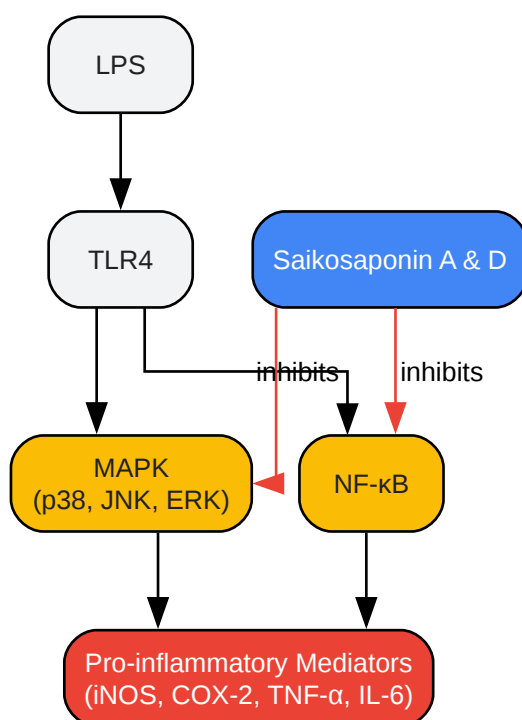 LPS
TLR4
Saikosaponin A & D
inhibits
inhibits
MAPK
(p38, JNK, ERK)
NF-κB
Pro-inflammatory Mediators
(iNOS, COX-2, TNF-α, IL-6)